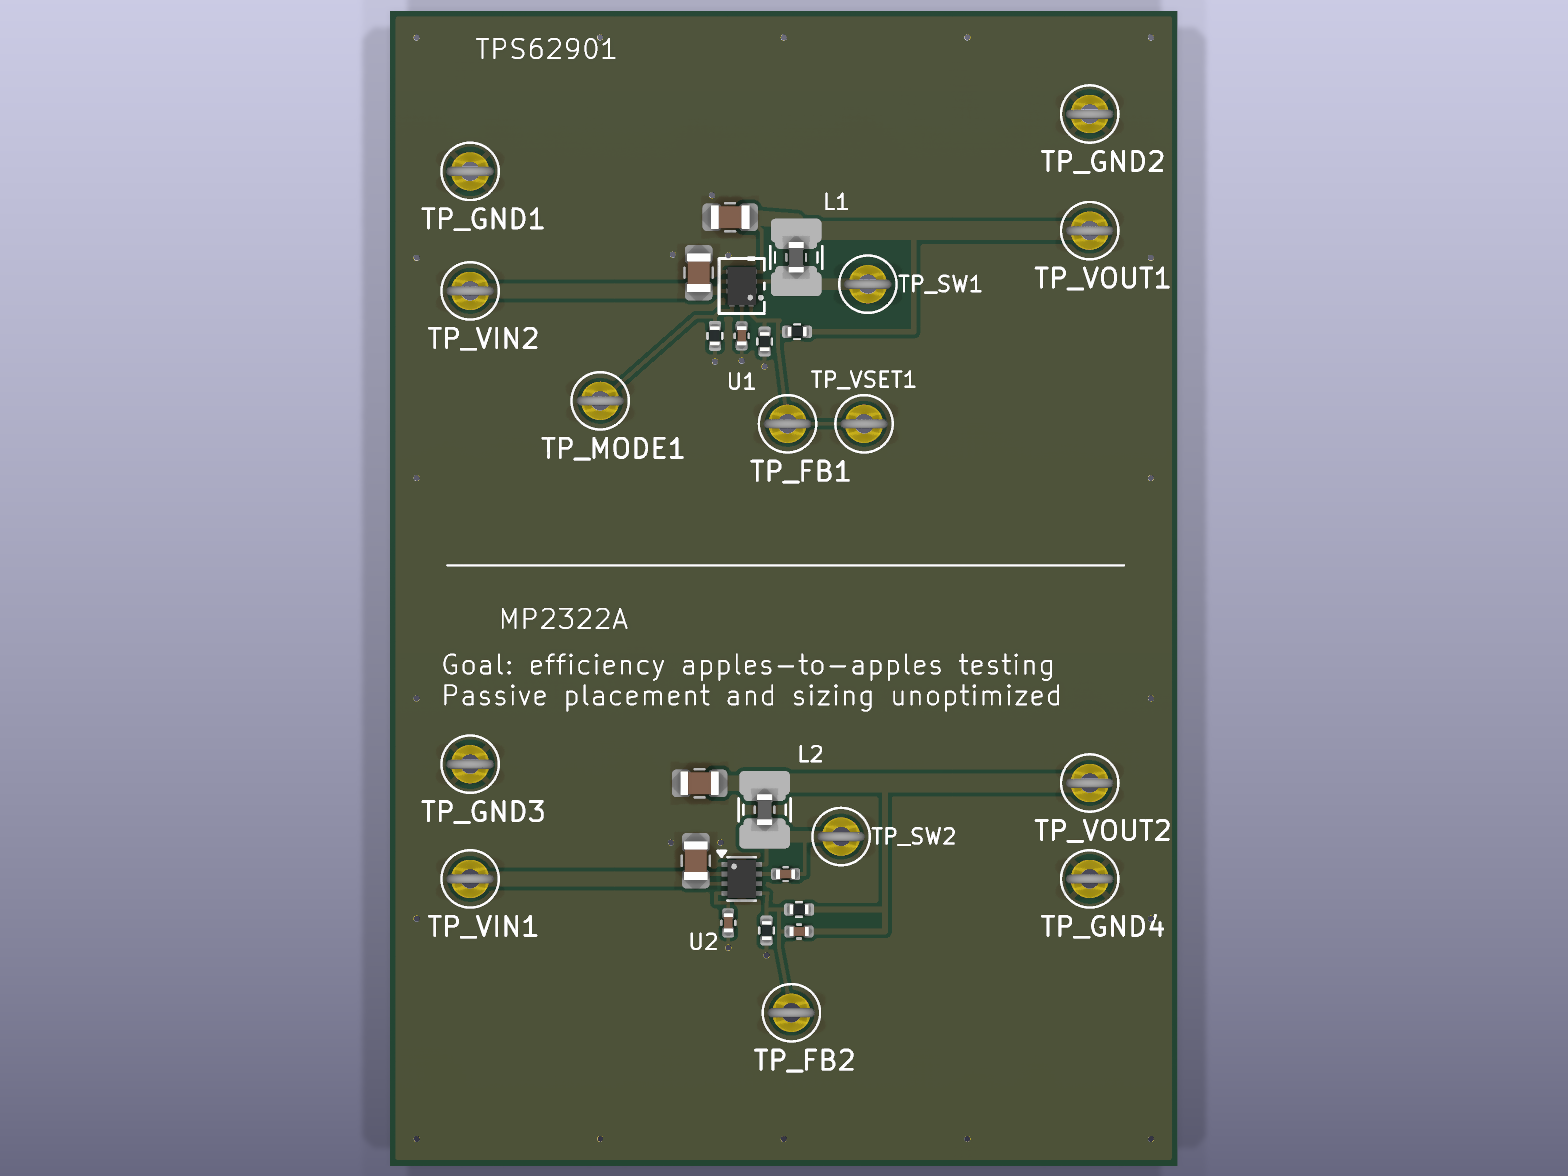 TPS62901
TP_GND2
L1
TP_GND1
TP_VOUT1
TP_SW1
TP_VIN2
U1
TP_VSET1
TP_MODE1
TP_FB1
MP2322A
Goal: efficiency apples-to-apples testing
Passive placement and sizing unoptimized
L2
TP_GND3
TP_VOUT2
TP_SW2
TP_VIN1
TP_GND4
U2
TP_FB2